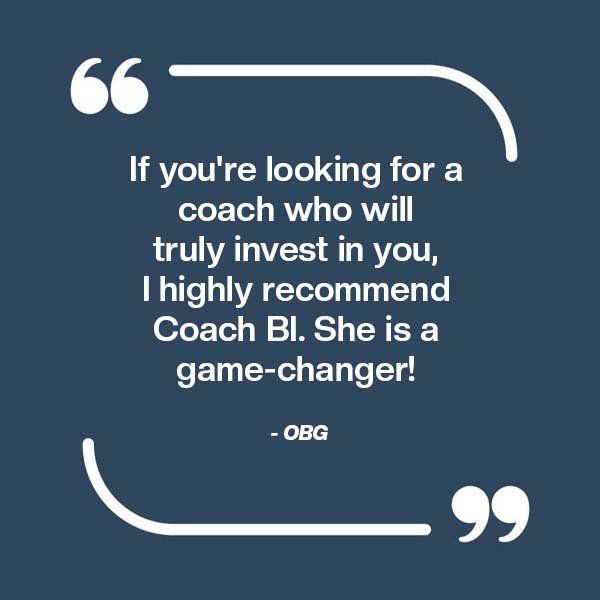 If you're looking for a
coach who will
truly invest in you,
I highly recommend
Coach BI. She is a
game-changer!
- OBG